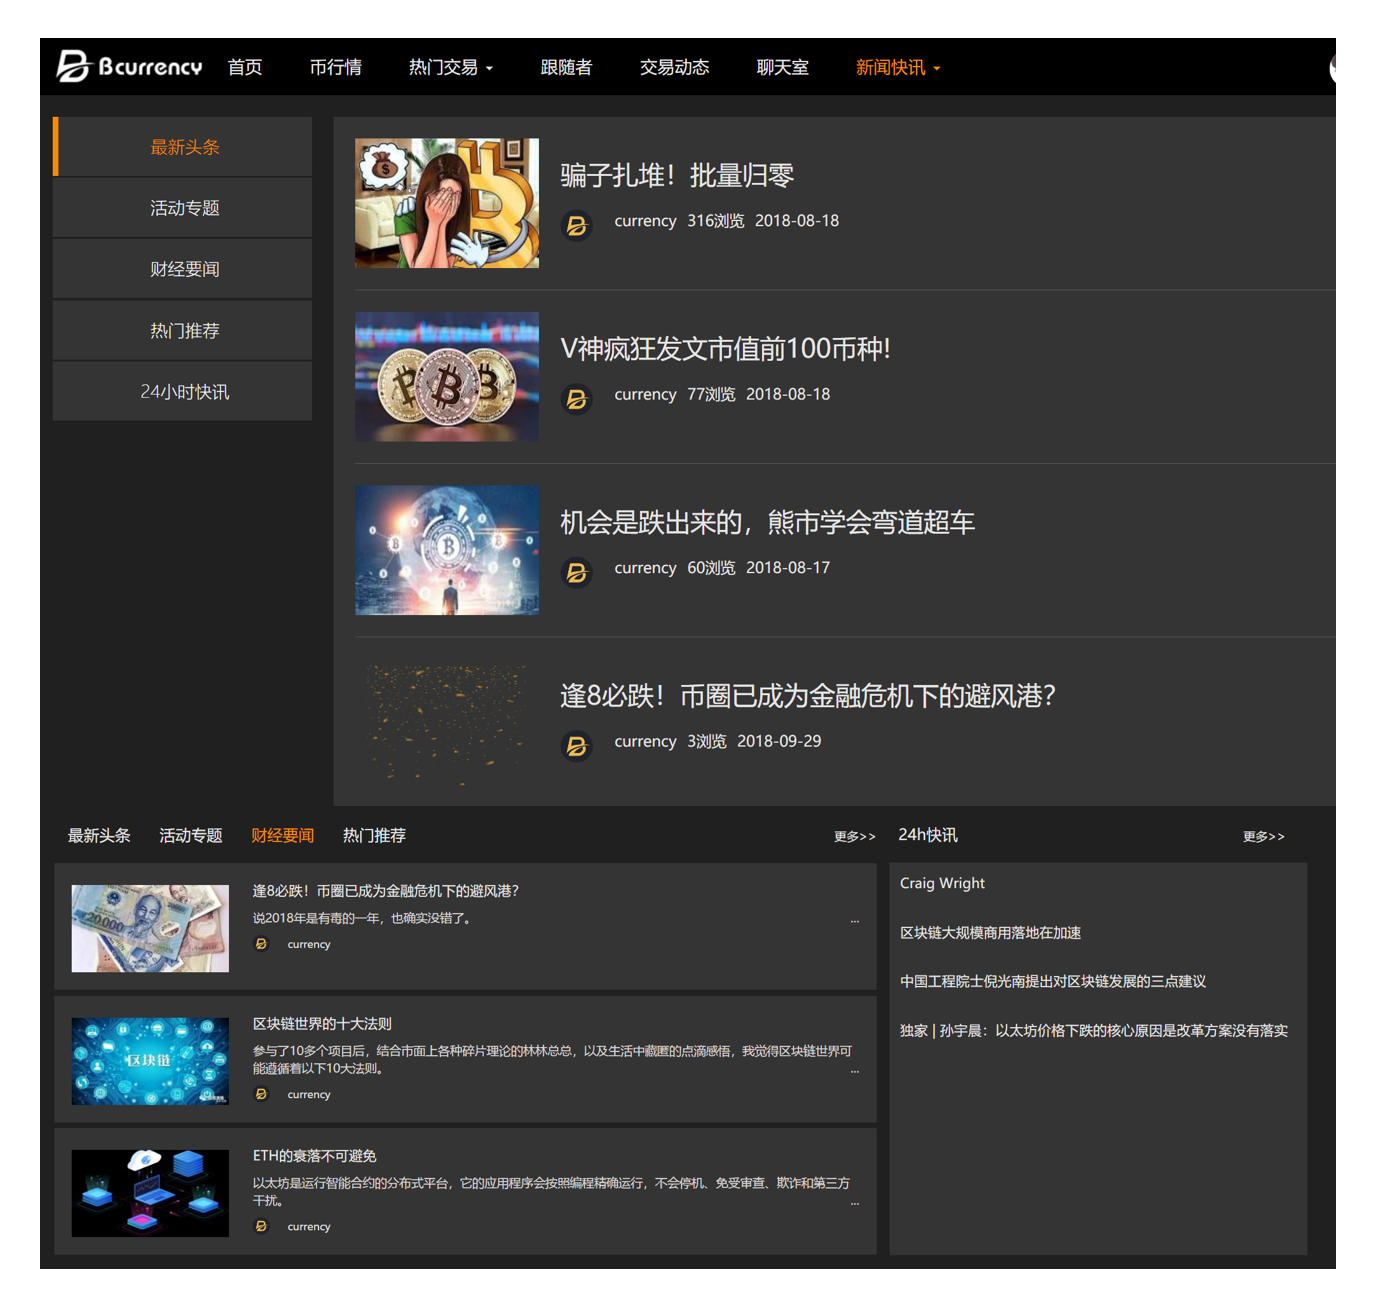 Bcurrency 首页 币行情 热门交易 跟随者 交易动态 聊天室 新闻快讯
最新头条
活动专题
财经要闻
热门推荐
24小时快讯
骗子扎堆！批量归零
currency 316浏览 2018-08-18
V神疯狂发文市值前100币种!
currency 77浏览 2018-08-18
机会是跌出来的，熊市学会弯道超车
currency 60浏览 2018-08-17
逢8必跌！币圈已成为金融危机下的避风港?
currency 3浏览 2018-09-29
最新头条 活动专题 财经要闻 热门推荐 更多>>
逢8必跌！币圈已成为金融危机下的避风港?
说2018年是有毒的一年，也确实没错了。 ...
currency
20,000
区块链世界的十大法则
参与了10多个项目后，结合市面上各种碎片理论的林林总总，以及生活中藏匿的点滴感悟，我觉得区块链世界可
能遵循着以下10大法则。 ...
currency
区块链
ETH的衰落不可避免
以太坊是运行智能合约的分布式平台，它的应用程序会按照编程精确运行，不会停机、免受审查、欺诈和第三方
干扰。 ...
currency
24h快讯 更多>>
Craig Wright
区块链大规模商用落地在加速
中国工程院士倪光南提出对区块链发展的三点建议
独家 | 孙宇晨：以太坊价格下跌的核心原因是改革方案没有落实